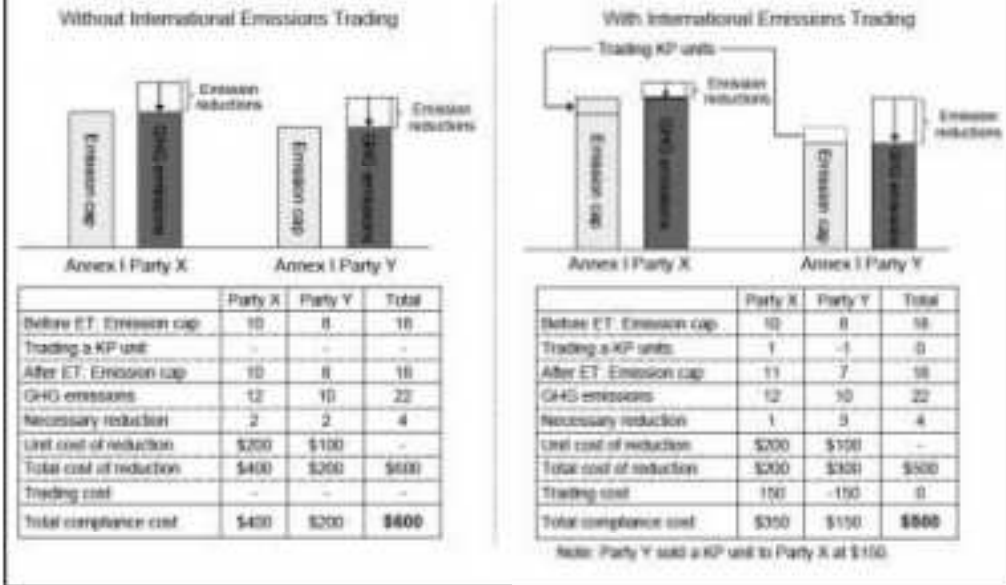 Without International Emissions Trading
Emission
reductions
Emission
reductions
Emission cap
GHG emissions
Emission cap
GHG emissions
Annex I Party X
Annex I Party Y
Party X Party Y Total
Before ET. Emission cap 10 8 18
Trading a KP unit - - -
After ET. Emission cap 10 8 18
GHG emissions 12 10 22
Necessary reduction 2 2 4
Unit cost of reduction $200 $100 -
Total cost of reduction $400 $200 $600
Trading cost - - -
Total compliance cost $400 $200 $600
With International Emissions Trading
Trading KP units
Emission
reductions
Emission
reductions
Emission cap
GHG emissions
Emission cap
GHG emissions
Annex I Party X
Annex I Party Y
Party X Party Y Total
Before ET. Emission cap 10 8 18
Trading a KP units 1 -1 0
After ET. Emission cap 11 7 18
GHG emissions 12 10 22
Necessary reduction 1 3 4
Unit cost of reduction $200 $100 -
Total cost of reduction $200 $300 $500
Trading cost 150 -150 0
Total compliance cost $350 $150 $500
Note: Party Y sold a KP unit to Party X at $150.